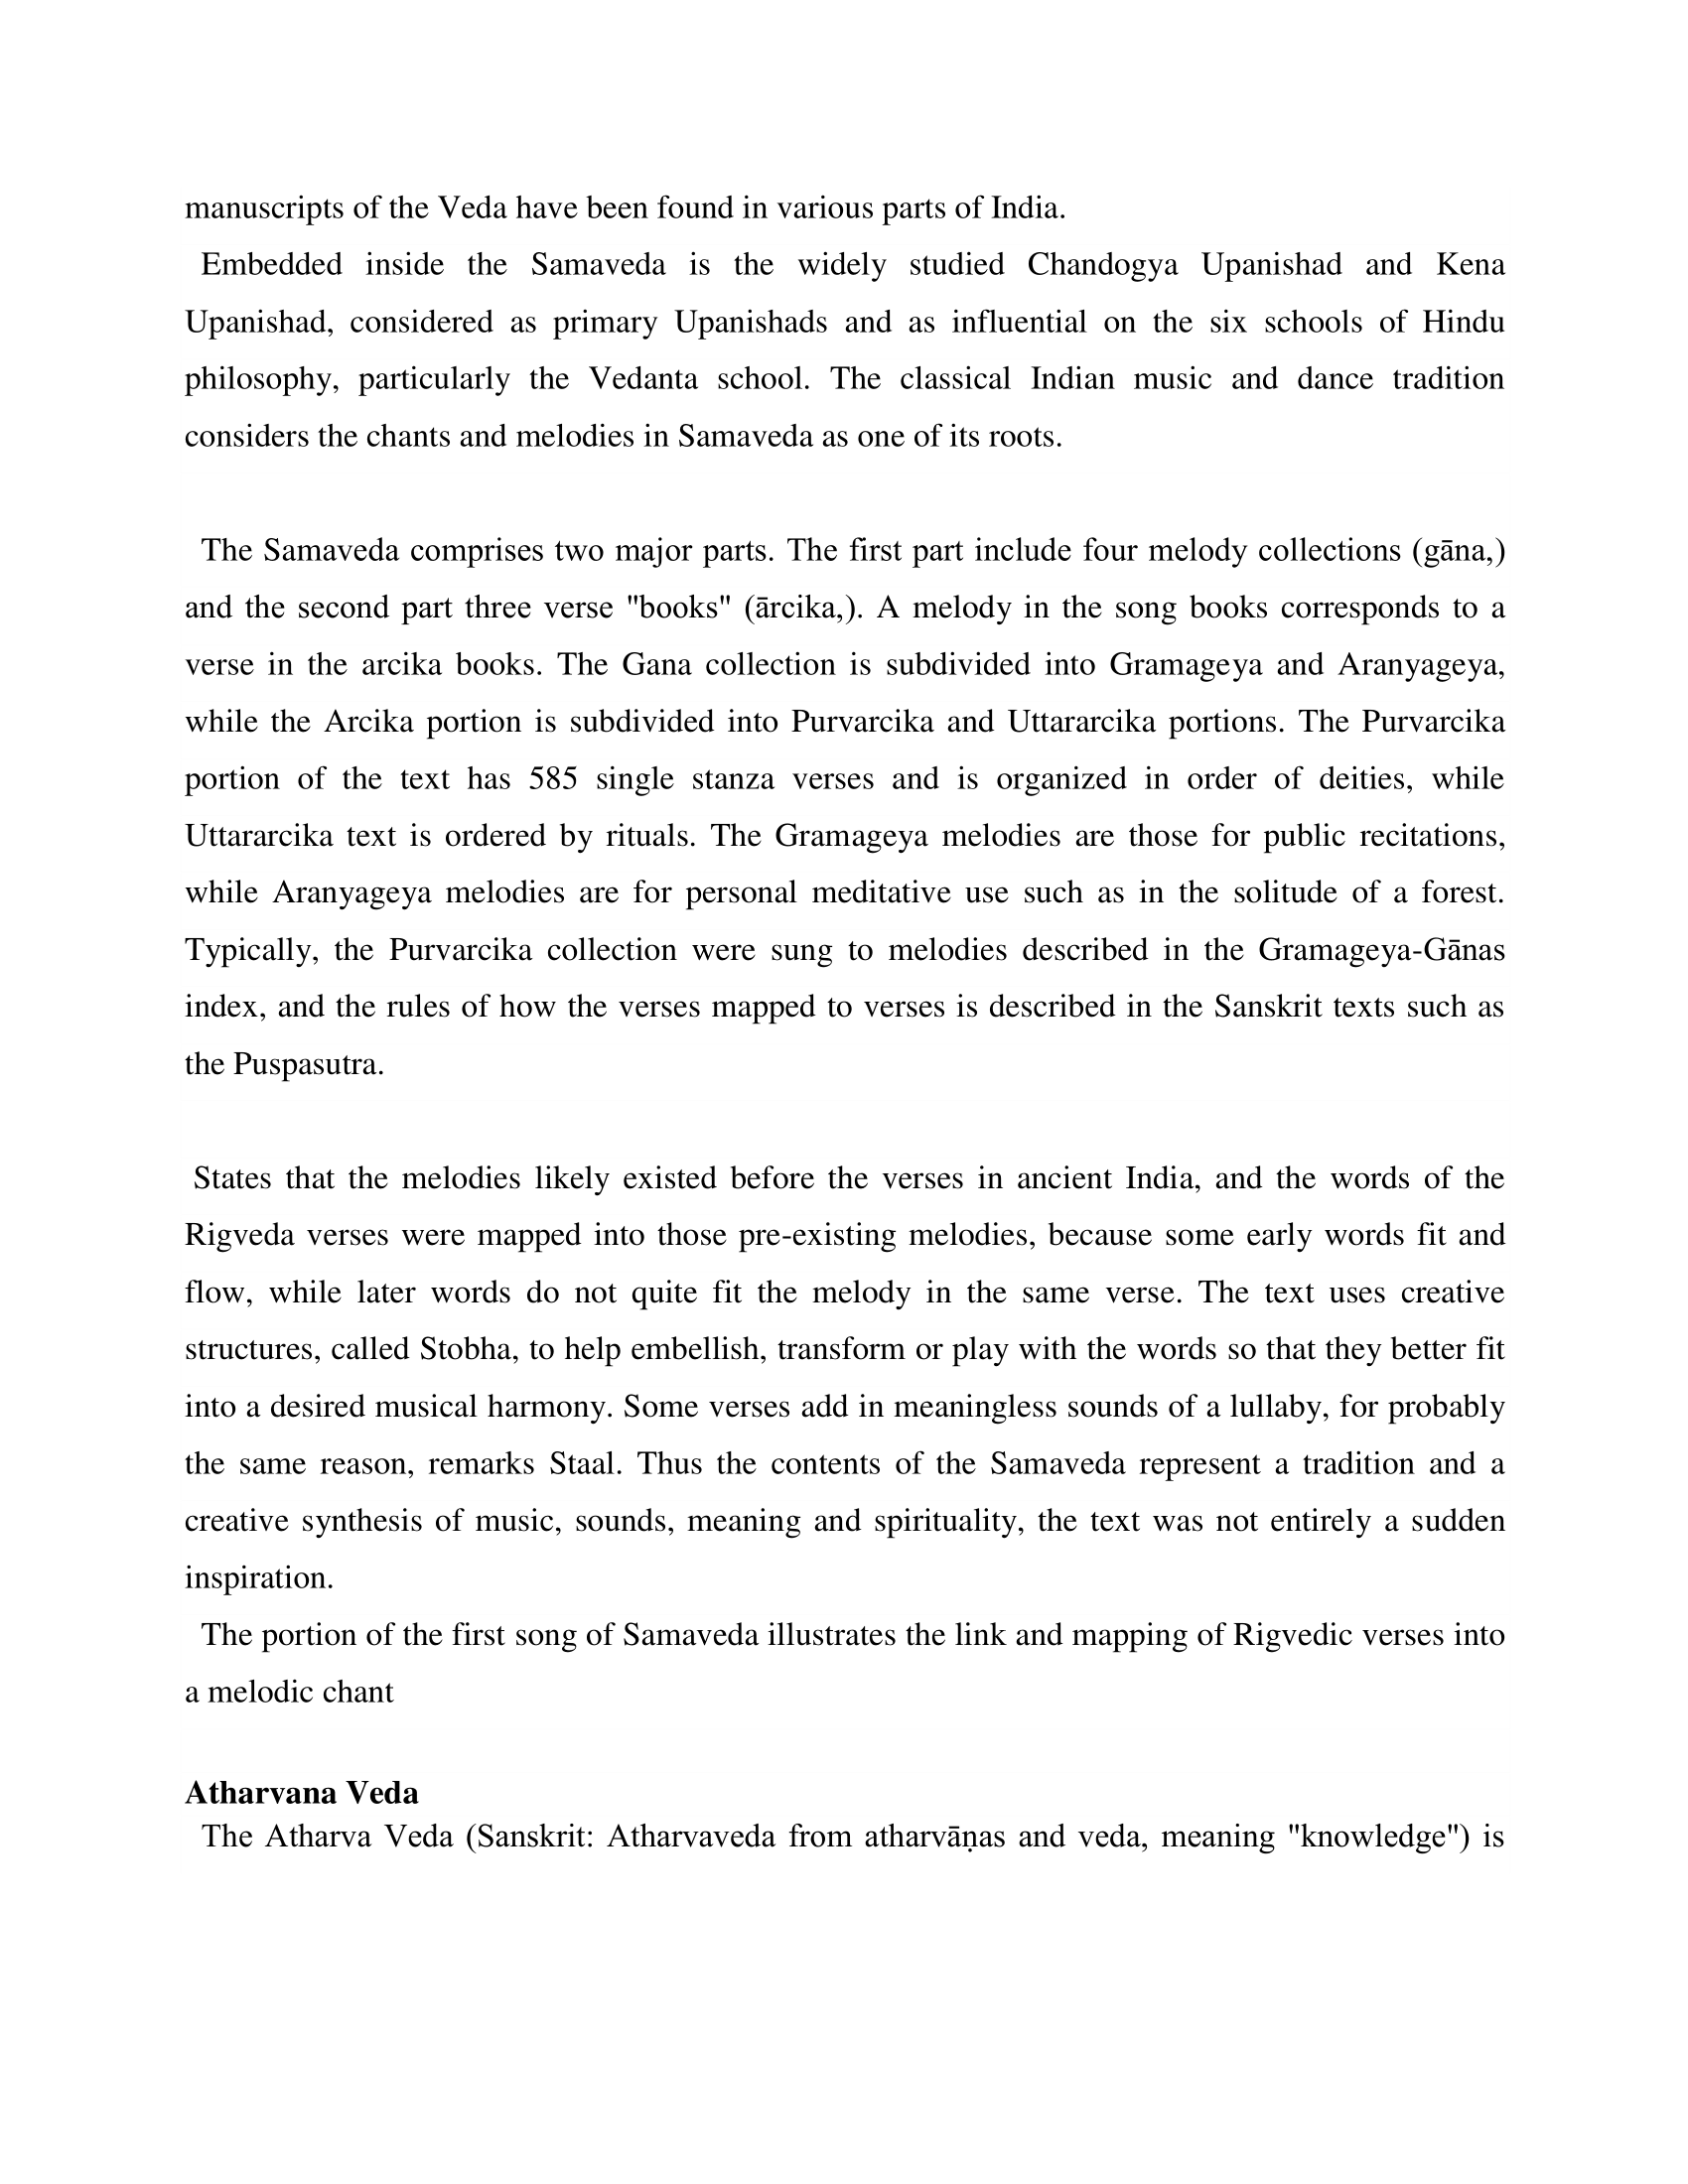 manuscripts of the Veda have been found in various parts of India.
Embedded inside the Samaveda is the widely studied Chandogya Upanishad and Kena
Upanishad, considered as primary Upanishads and as influential on the six schools of Hindu
philosophy, particularly the Vedanta school. The classical Indian music and dance tradition
considers the chants and melodies in Samaveda as one of its roots.
The Samaveda comprises two major parts. The first part include four melody collections (gāna,)
and the second part three verse "books" (ārcika,). A melody in the song books corresponds to a
verse in the arcika books. The Gana collection is subdivided into Gramageya and Aranyageya,
while the Arcika portion is subdivided into Purvarcika and Uttararcika portions. The Purvarcika
portion of the text has 585 single stanza verses and is organized in order of deities, while
Uttararcika text is ordered by rituals. The Gramageya melodies are those for public recitations,
while Aranyageya melodies are for personal meditative use such as in the solitude of a forest.
Typically, the Purvarcika collection were sung to melodies described in the Gramageya-Gānas
index, and the rules of how the verses mapped to verses is described in the Sanskrit texts such as
the Puspasutra.
States that the melodies likely existed before the verses in ancient India, and the words of the
Rigveda verses were mapped into those pre-existing melodies, because some early words fit and
flow, while later words do not quite fit the melody in the same verse. The text uses creative
structures, called Stobha, to help embellish, transform or play with the words so that they better fit
into a desired musical harmony. Some verses add in meaningless sounds of a lullaby, for probably
the same reason, remarks Staal. Thus the contents of the Samaveda represent a tradition and a
creative synthesis of music, sounds, meaning and spirituality, the text was not entirely a sudden
inspiration.
The portion of the first song of Samaveda illustrates the link and mapping of Rigvedic verses into
a melodic chant
Atharvana Veda
The Atharva Veda (Sanskrit: Atharvaveda from atharvāṇas and veda, meaning "knowledge") is